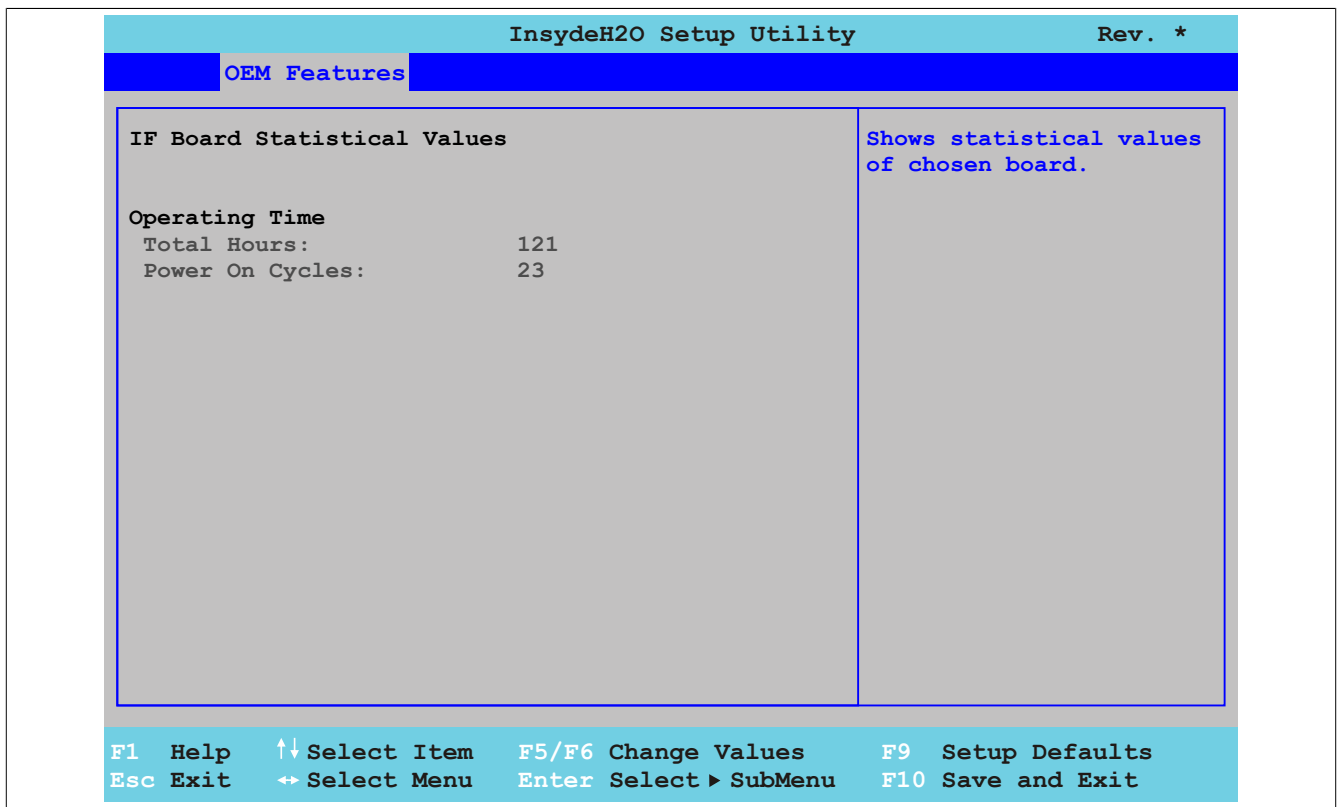 InsydeH2O Setup Utility Rev. *
OEM Features
IF Board Statistical Values
Shows statistical values
of chosen board.
Operating Time
Total Hours: 121
Power On Cycles: 23
F1 Help ↑↓ Select Item F5/F6 Change Values F9 Setup Defaults
Esc Exit ↔ Select Menu Enter Select ▶ SubMenu F10 Save and Exit